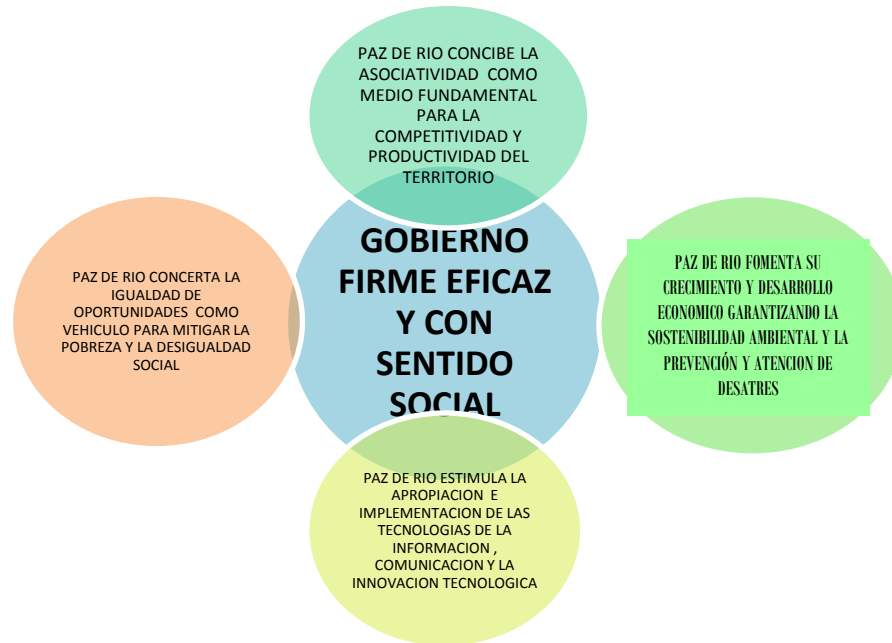 PAZ DE RIO CONCIBE LA
ASOCIATIVIDAD COMO
MEDIO FUNDAMENTAL
PARA LA
COMPETITIVIDAD Y
PRODUCTIVIDAD DEL
TERRITORIO
GOBIERNO
FIRME EFICAZ
Y CON
SENTIDO
SOCIAL
PAZ DE RIO CONCERTA LA
IGUALDAD DE
OPORTUNIDADES COMO
VEHICULO PARA MITIGAR LA
POBREZA Y LA DESIGUALDAD
SOCIAL
PAZ DE RIO FOMENTA SU
CRECIMIENTO Y DESARROLLO
ECONOMICO GARANTIZANDO LA
SOSTENIBILIDAD AMBIENTAL Y LA
PREVENCIÓN Y ATENCION DE
DESATRES
PAZ DE RIO ESTIMULA LA
APROPIACION E
IMPLEMENTACION DE LAS
TECNOLOGIAS DE LA
INFORMACION ,
COMUNICACION Y LA
INNOVACION TECNOLOGICA